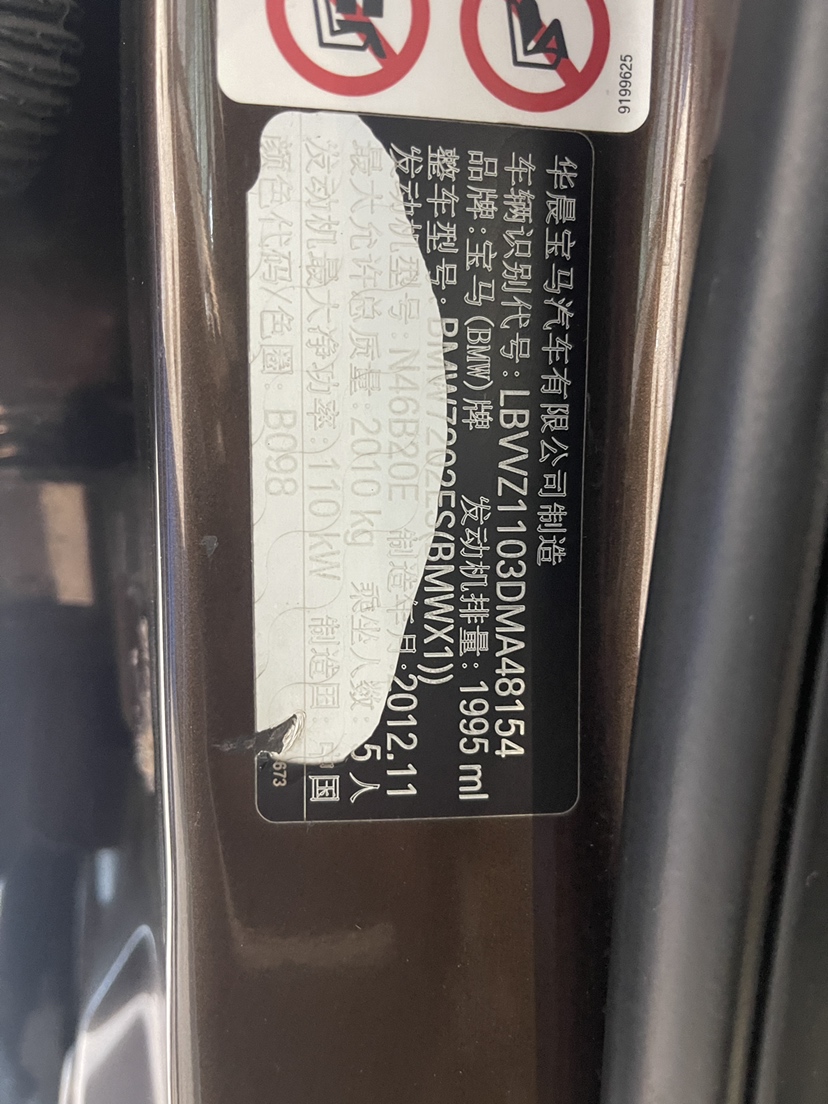 9199625
华晨宝马汽车有限公司制造
车辆识别代号: LBVVZ1103DMA48154
品牌:宝马(BMW)牌 发动机排量: 1995 ml
整车型号: BMW7202ES(BMWX1))
发动机型号: N46B20E 制造年月: 2012.11
最大允许总质量: 2010 kg 乘坐人数: 5人
发动机最大净功率: 110 kW 制造国: 中国
颜色代码/色圈: B098
673